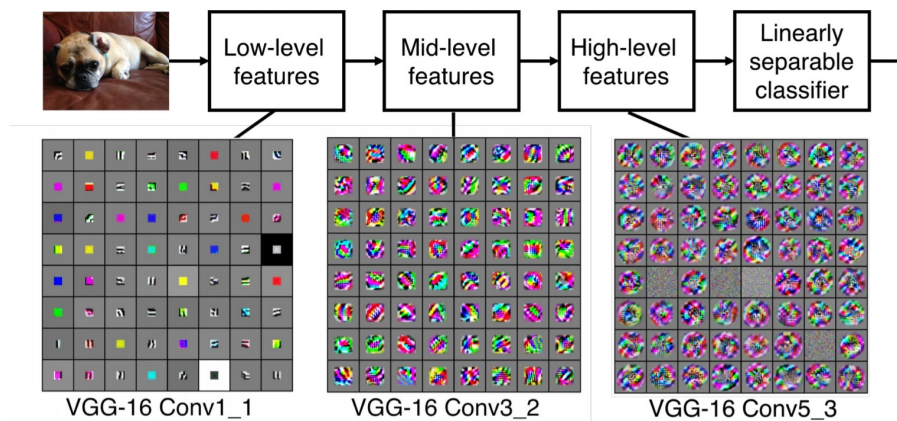 Low-level
features
Mid-level
features
High-level
features
Linearly
separable
classifier
VGG-16 Conv1_1
VGG-16 Conv3_2
VGG-16 Conv5_3